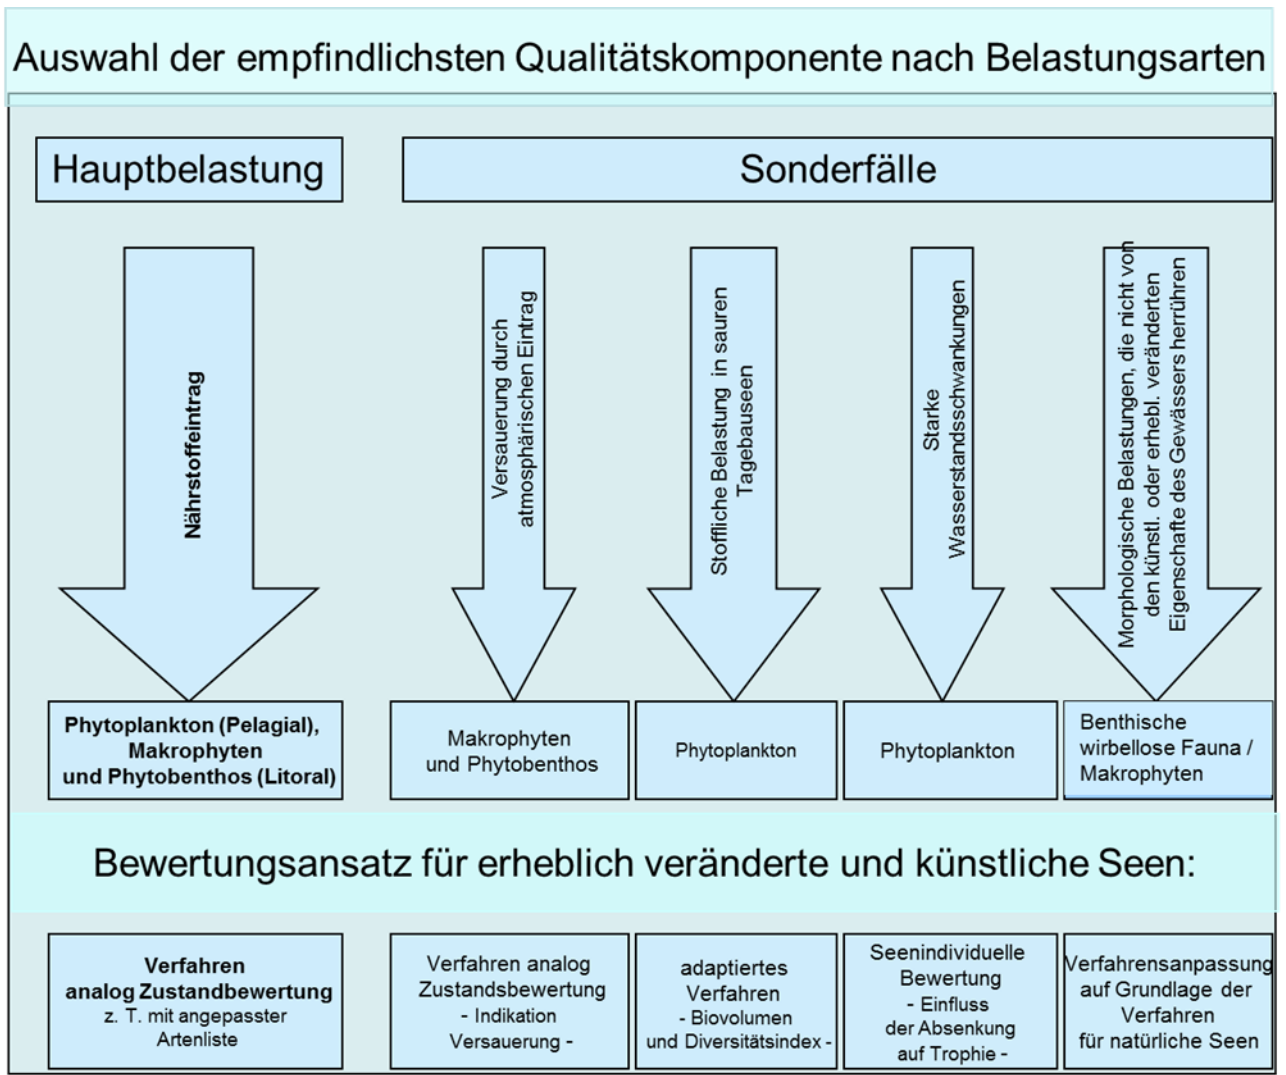 Auswahl der empfindlichsten Qualitätskomponente nach Belastungsarten
Hauptbelastung
Sonderfälle
Nährstoffeintrag
Versauerung durch
atmosphärischen Eintrag
Stoffliche Belastung in sauren
Tagebauseen
Starke
Wasserstandsschwankungen
Morphologische Belastungen, die nicht von
den künstl. oder erhebl. veränderten
Eigenschafte des Gewässers herrühren
Phytoplankton (Pelagial),
Makrophyten
und Phytobenthos (Litoral)
Makrophyten
und Phytobenthos
Phytoplankton
Phytoplankton
Benthische
wirbellose Fauna /
Makrophyten
Bewertungsansatz für erheblich veränderte und künstliche Seen:
Verfahren
analog Zustandbewertung
z. T. mit angepasster
Artenliste
Verfahren analog
Zustandsbewertung
- Indikation
Versauerung -
adaptiertes
Verfahren
- Biovolumen
und Diversitätsindex -
Seenindividuelle
Bewertung
- Einfluss
der Absenkung
auf Trophie -
Verfahrensanpassung
auf Grundlage der
Verfahren
für natürliche Seen